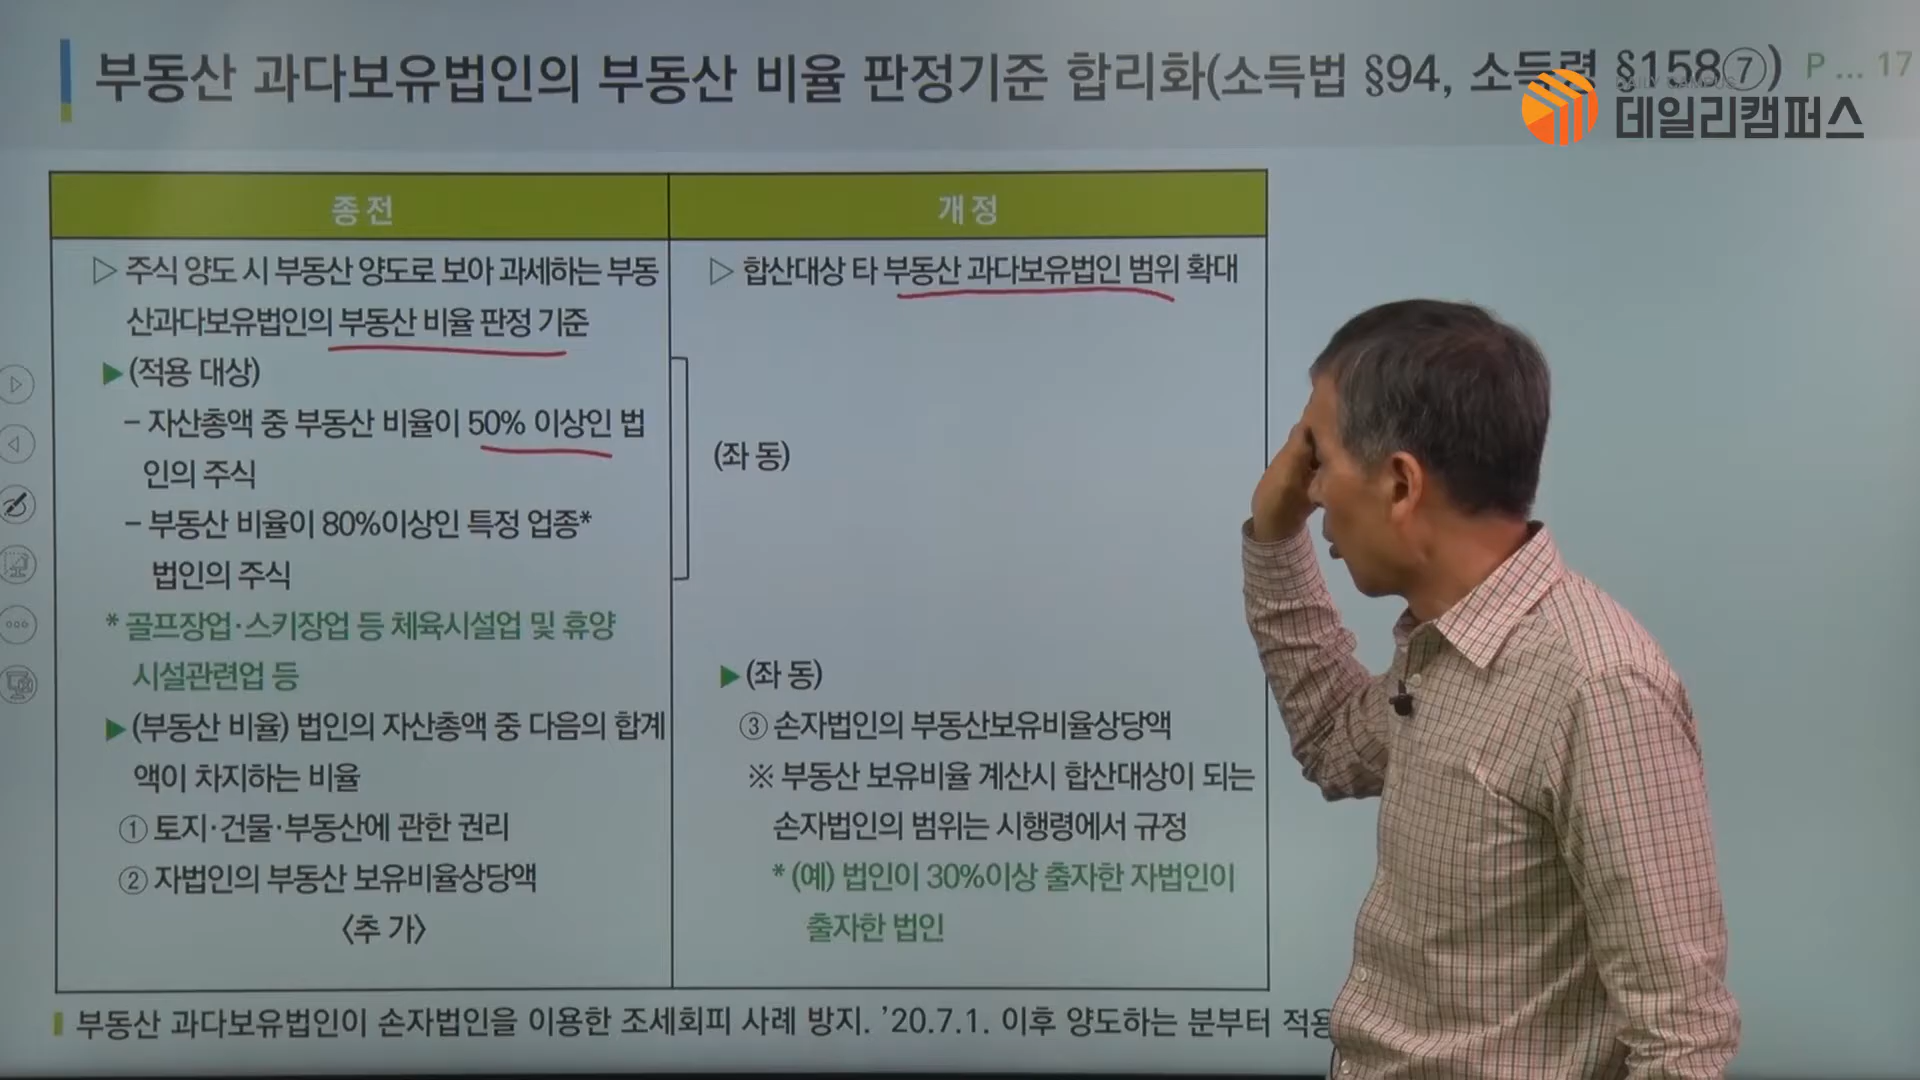 부동산 과다보유법인의 부동산 비율 판정기준 합리화(소득법 §94, 소득령 §158⑦) P ... 17
데일리캠퍼스
종 전
개 정
▷ 주식 양도 시 부동산 양도로 보아 과세하는 부동
산과다보유법인의 부동산 비율 판정 기준
▶ (적용 대상)
– 자산총액 중 부동산 비율이 50% 이상인 법
인의 주식
– 부동산 비율이 80%이상인 특정 업종*
법인의 주식
* 골프장업·스키장업 등 체육시설업 및 휴양
시설관련업 등
▶ (부동산 비율) 법인의 자산총액 중 다음의 합계
액이 차지하는 비율
① 토지·건물·부동산에 관한 권리
② 자법인의 부동산 보유비율상당액
〈추 가〉
▷ 합산대상 타 부동산 과다보유법인 범위 확대
(좌 동)
▶ (좌 동)
③ 손자법인의 부동산보유비율상당액
※ 부동산 보유비율 계산시 합산대상이 되는
손자법인의 범위는 시행령에서 규정
* (예) 법인이 30%이상 출자한 자법인이
출자한 법인
부동산 과다보유법인이 손자법인을 이용한 조세회피 사례 방지. ’20.7.1. 이후 양도하는 분부터 적용